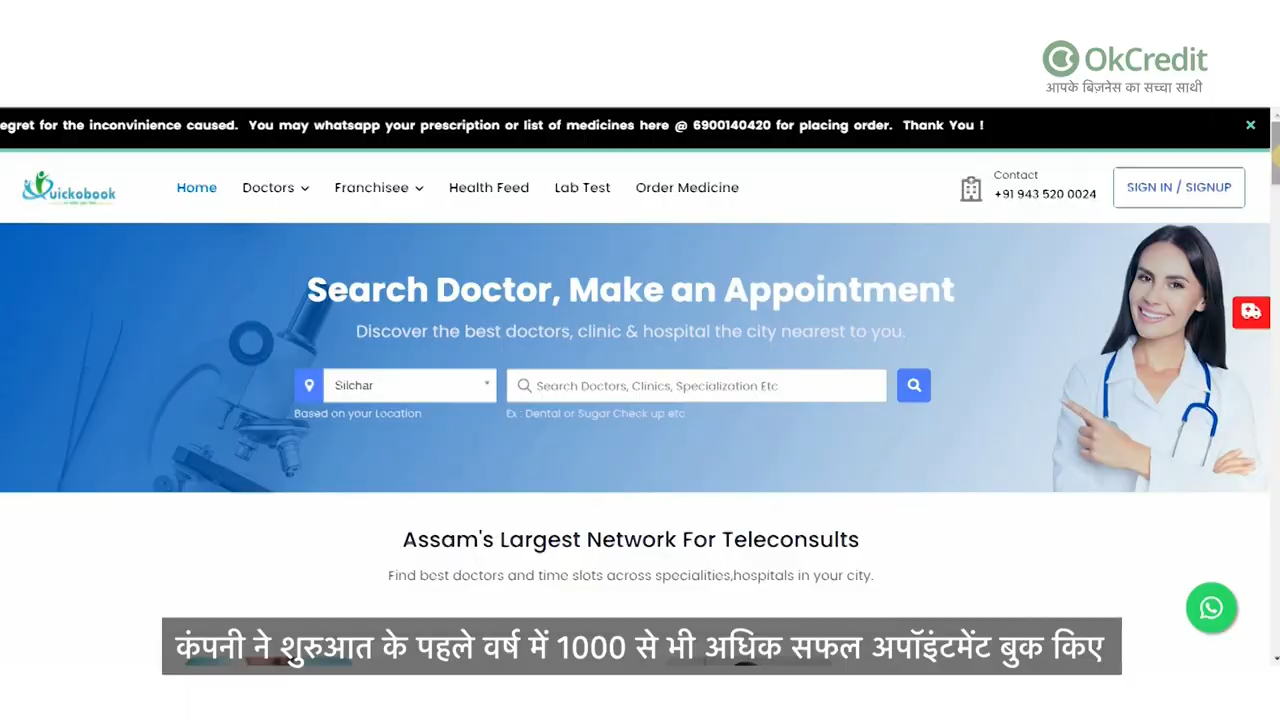 OkCredit
आपके बिज़नेस का सच्चा साथी
egret for the inconvinience caused. You may whatsapp your prescription or list of medicines here @ 6900140420 for placing order. Thank You !
uickobook
Home Doctors Franchisee Health Feed Lab Test Order Medicine
Contact
+91 943 520 0024
SIGN IN / SIGNUP
Search Doctor, Make an Appointment
Discover the best doctors, clinic & hospital the city nearest to you.
Silchar
Search Doctors, Clinics, Specialization Etc
Based on your Location
Ex : Dental or Sugar Check up etc
Assam's Largest Network For Teleconsults
Find best doctors and time slots across specialities,hospitals in your city.
कंपनी ने शुरुआत के पहले वर्ष में 1000 से भी अधिक सफल अपॉइंटमेंट बुक किए